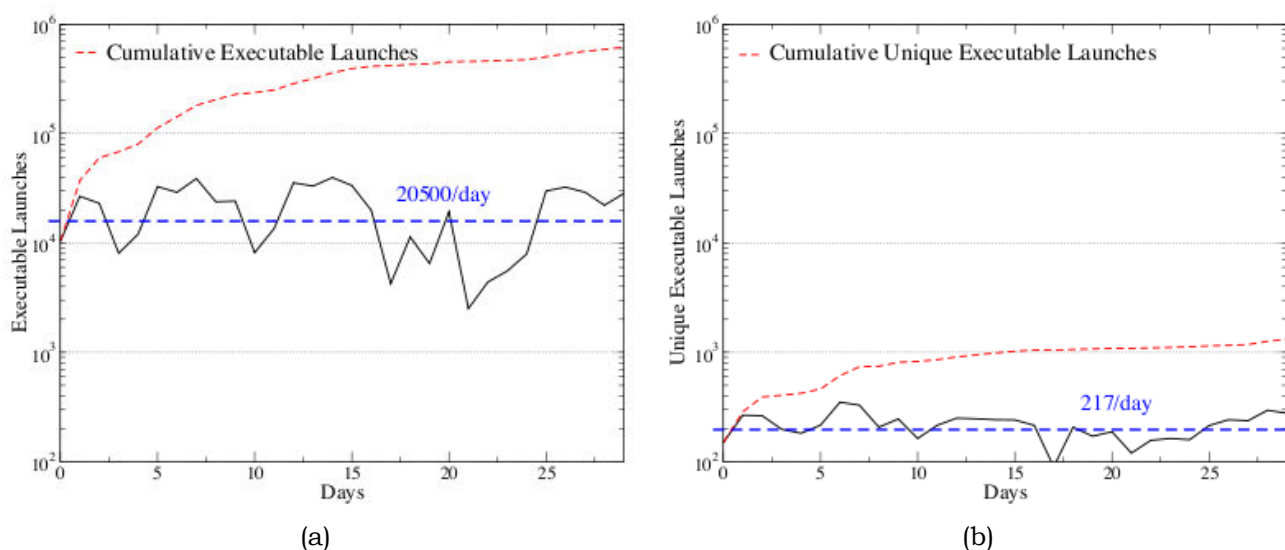 10^6
Cumulative Executable Launches
10^5
20500/day
10^4
10^3
10^2
0 5 10 15 20 25
Days
Executable Launches
(a)
10^6
Cumulative Unique Executable Launches
10^5
10^4
10^3
217/day
10^2
0 5 10 15 20 25
Days
Unique Executable Launches
(b)